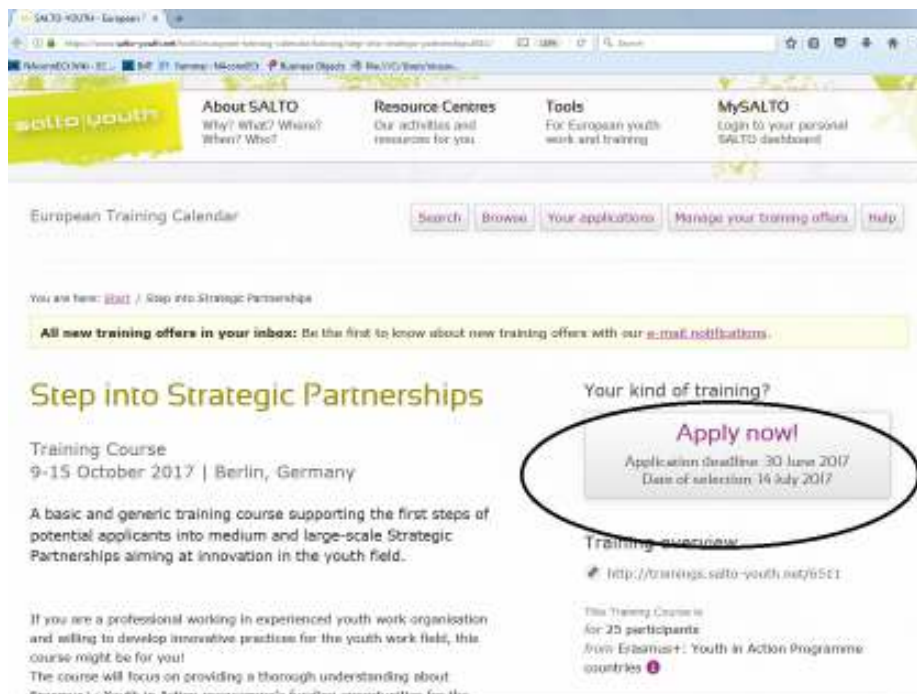 SALTO-YOUTH - European T
salto-youth
About SALTO
Why? What? Where?
When? Who?
Resource Centres
Our activities and
resources for you
Tools
For European youth
work and training
MySALTO
Login to your personal
SALTO dashboard
European Training Calendar
Search
Browse
Your applications
Manage your training offers
Help
You are here: Start / Step into Strategic Partnerships
All new training offers in your inbox: Be the first to know about new training offers with our e-mail notifications.
Step into Strategic Partnerships
Training Course
9-15 October 2017 | Berlin, Germany
A basic and generic training course supporting the first steps of
potential applicants into medium and large-scale Strategic
Partnerships aiming at innovation in the youth field.
If you are a professional working in experienced youth work organisation
and willing to develop innovative practices for the youth work field, this
course might be for you!
The course will focus on providing a thorough understanding about
Your kind of training?
Apply now!
Application deadline: 30 June 2017
Date of selection: 14 July 2017
Training overview
http://trainings.salto-youth.net/6511
This Training Course is
for 25 participants
from Erasmus+: Youth in Action Programme
countries